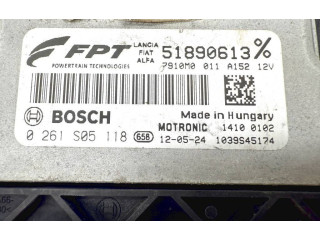 FPT
POWERTRAIN TECHNOLOGIES
LANCIA
FIAT
ALFA
51890613%
7910M0 011 A152 12V
BOSCH
Made in Hungary
MOTRONIC 1410 0102
0 261 S05 118 658 12-05-24 1039S45174